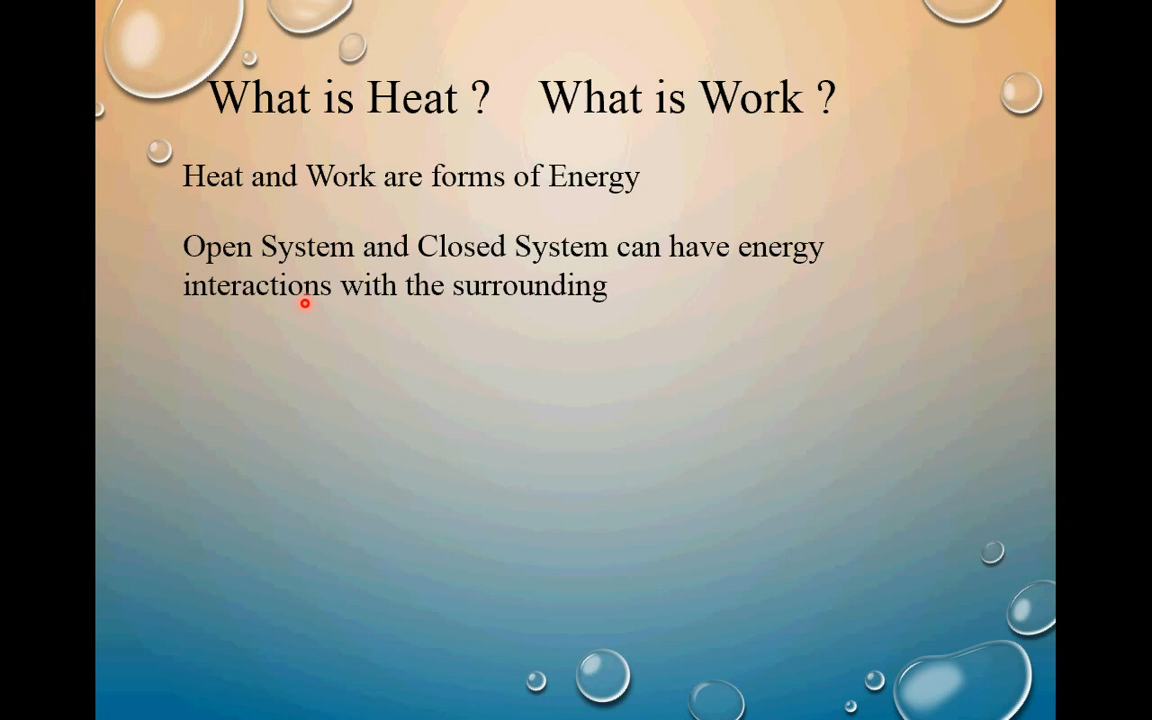 What is Heat ? What is Work ?
Heat and Work are forms of Energy
Open System and Closed System can have energy
interactions with the surrounding